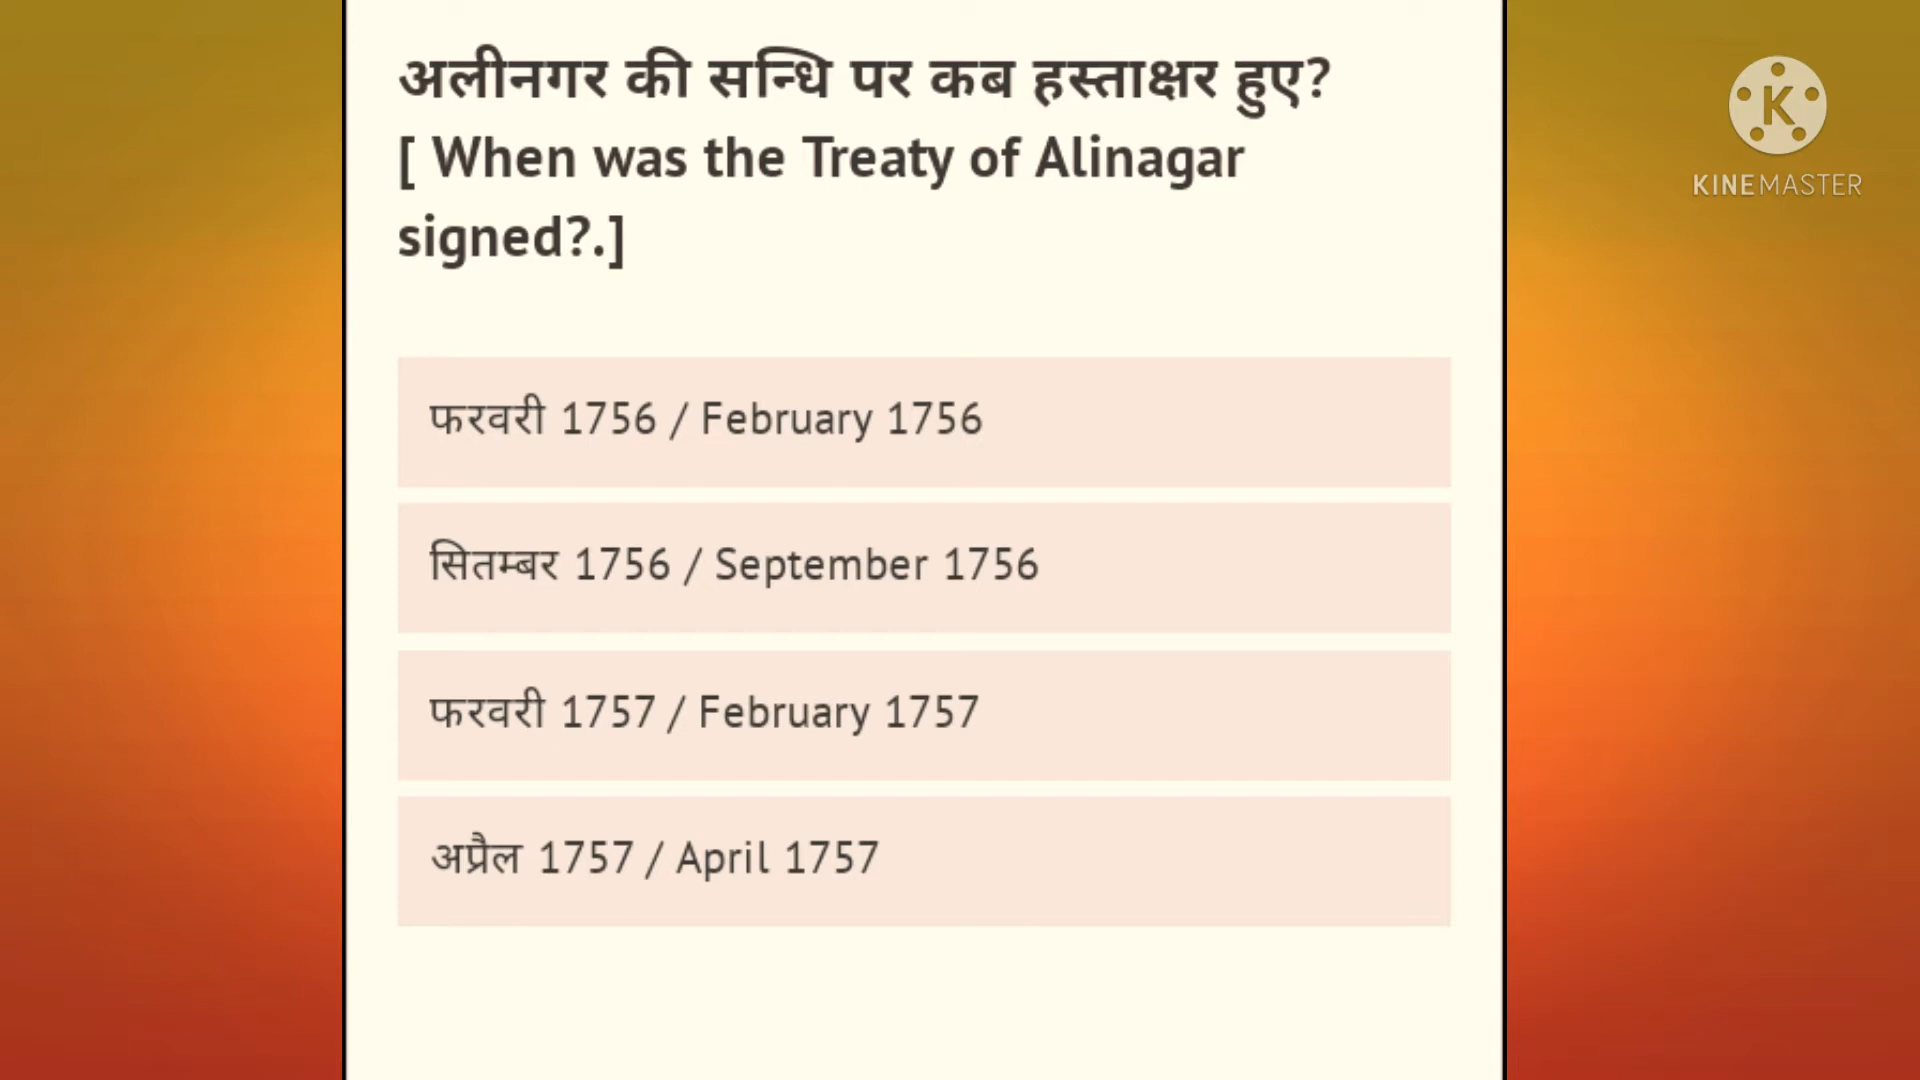 अलीनगर की सन्धि पर कब हस्ताक्षर हुए?
[ When was the Treaty of Alinagar
signed?.]
K
KINEMASTER
फरवरी 1756 / February 1756
सितम्बर 1756 / September 1756
फरवरी 1757 / February 1757
अप्रैल 1757 / April 1757